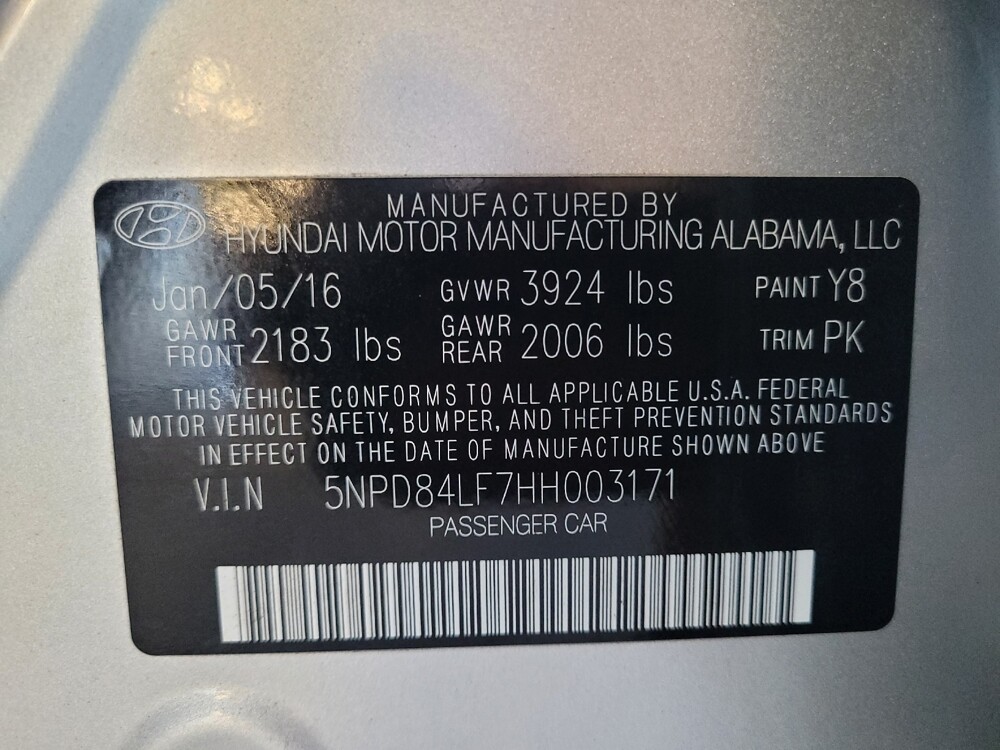 MANUFACTURED BY
HYUNDAI MOTOR MANUFACTURING ALABAMA, LLC
Jan/05/16 GVWR 3924 lbs PAINT Y8
GAWR FRONT 2183 lbs GAWR REAR 2006 lbs TRIM PK
THIS VEHICLE CONFORMS TO ALL APPLICABLE U.S.A. FEDERAL
MOTOR VEHICLE SAFETY, BUMPER, AND THEFT PREVENTION STANDARDS
IN EFFECT ON THE DATE OF MANUFACTURE SHOWN ABOVE
V.I.N 5NPD84LF7HH003171
PASSENGER CAR